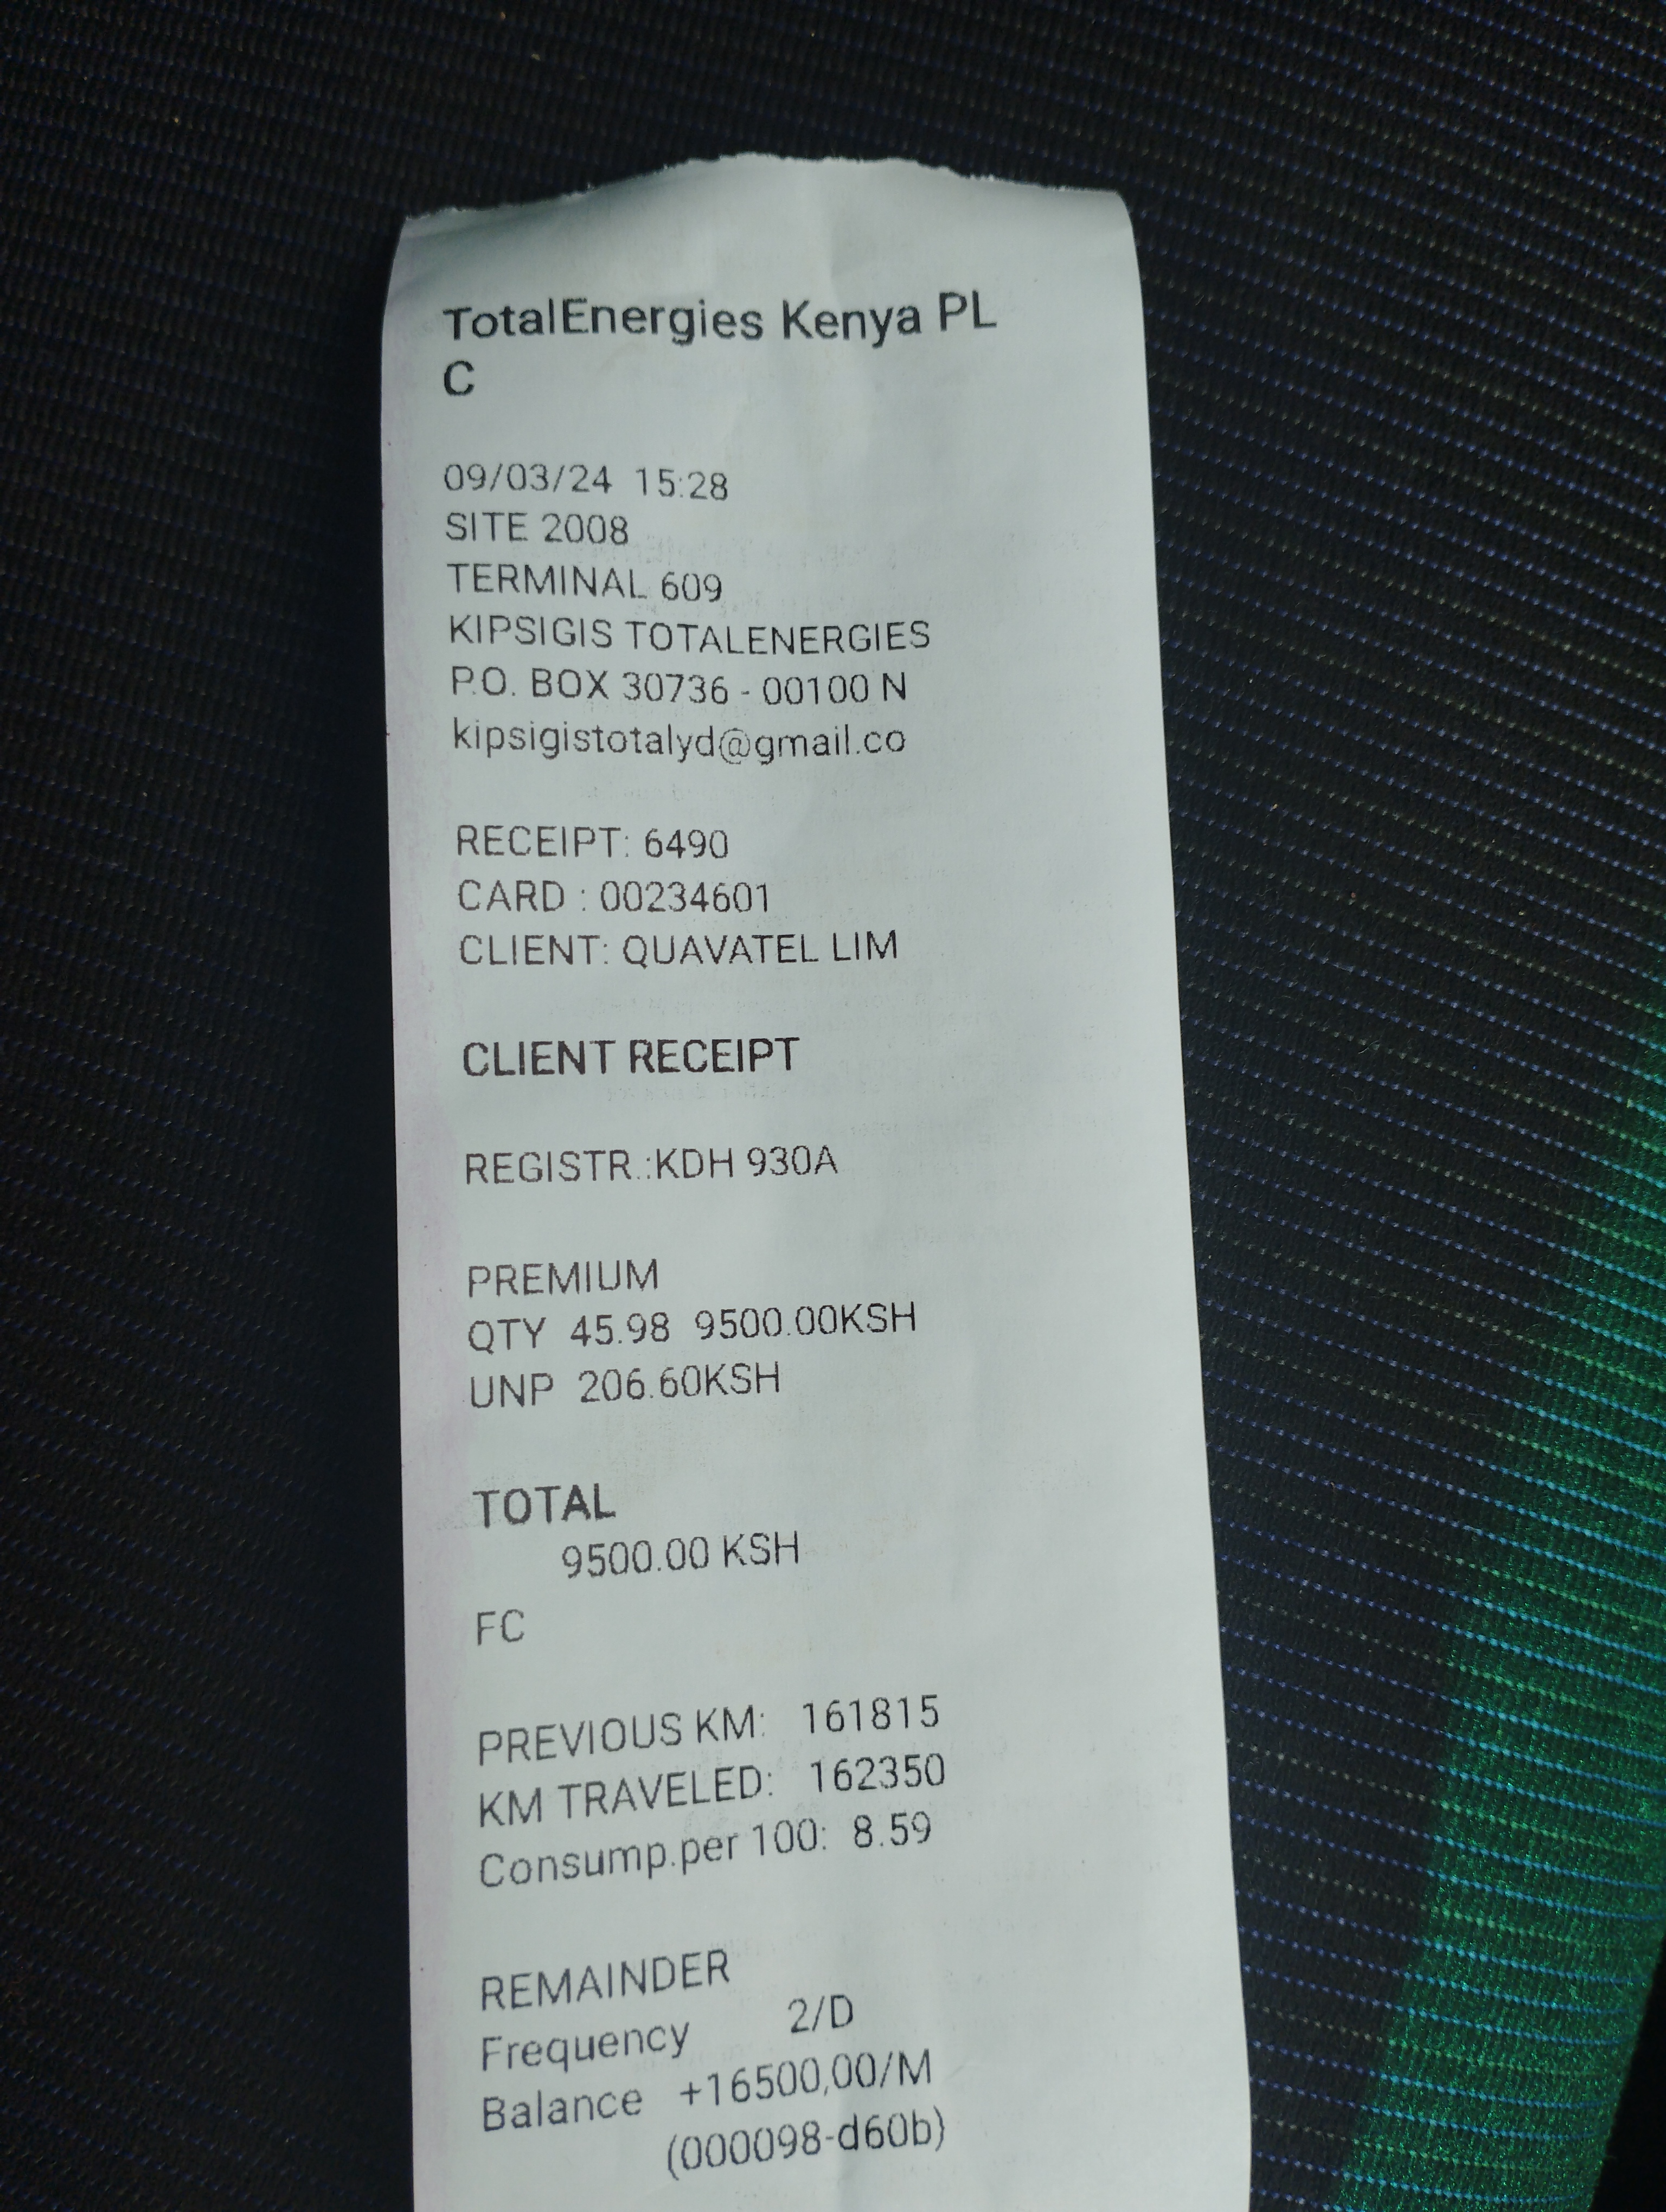 TotalEnergies Kenya PL
C
09/03/24 15:28
SITE 2008
TERMINAL 609
KIPSIGIS TOTALENERGIES
P.O. BOX 30736 - 00100 N
kipsigistotalyd@gmail.co
RECEIPT: 6490
CARD : 00234601
CLIENT: QUAVATEL LIM
CLIENT RECEIPT
REGISTR.:KDH 930A
PREMIUM
QTY 45.98 9500.00KSH
UNP 206.60KSH
TOTAL
9500.00 KSH
FC
PREVIOUS KM: 161815
KM TRAVELED: 162350
Consump.per 100: 8.59
REMAINDER
Frequency 2/D
Balance +16500,00/M
(000098-d60b)